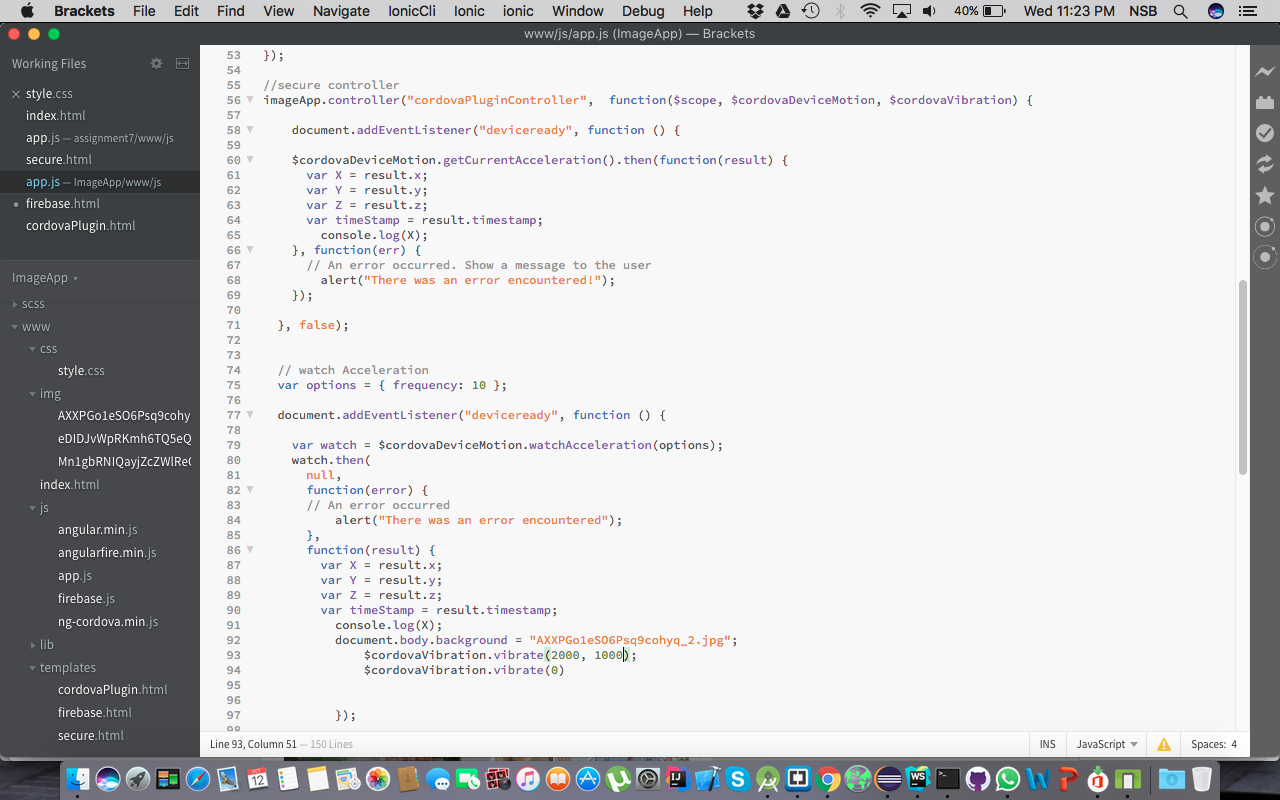 Brackets File Edit Find View Navigate IonicCli Ionic ionic Window Debug Help 40% Wed 11:23 PM NSB
www/js/app.js (ImageApp) — Brackets
Working Files
style.css
index.html
app.js — assignment7/www/js
secure.html
app.js — ImageApp/www/js
firebase.html
cordovaPlugin.html
ImageApp
scss
www
css
style.css
img
AXXPGo1eSO6Psq9cohy
eDIDJvWpRKmh6TQ5eQ
Mn1gbRNIQayjZcZWlRe
index.html
js
angular.min.js
angularfire.min.js
app.js
firebase.js
ng-cordova.min.js
lib
templates
cordovaPlugin.html
firebase.html
secure.html
53 });
54
55 //secure controller
56 imageApp.controller("cordovaPluginController", function($scope, $cordovaDeviceMotion, $cordovaVibration) {
57
58 document.addEventListener("deviceready", function () {
59
60 $cordovaDeviceMotion.getCurrentAcceleration().then(function(result) {
61 var X = result.x;
62 var Y = result.y;
63 var Z = result.z;
64 var timeStamp = result.timestamp;
65 console.log(X);
66 }, function(err) {
67 // An error occurred. Show a message to the user
68 alert("There was an error encountered!");
69 });
70
71 }, false);
72
73
74 // watch Acceleration
75 var options = { frequency: 10 };
76
77 document.addEventListener("deviceready", function () {
78
79 var watch = $cordovaDeviceMotion.watchAcceleration(options);
80 watch.then(
81 null,
82 function(error) {
83 // An error occurred
84 alert("There was an error encountered");
85 },
86 function(result) {
87 var X = result.x;
88 var Y = result.y;
89 var Z = result.z;
90 var timeStamp = result.timestamp;
91 console.log(X);
92 document.body.background = "AXXPGo1eSO6Psq9cohyq_2.jpg";
93 $cordovaVibration.vibrate(2000, 1000);
94 $cordovaVibration.vibrate(0)
95
96
97 });
98
Line 93, Column 51 — 150 Lines
INS JavaScript Spaces: 4